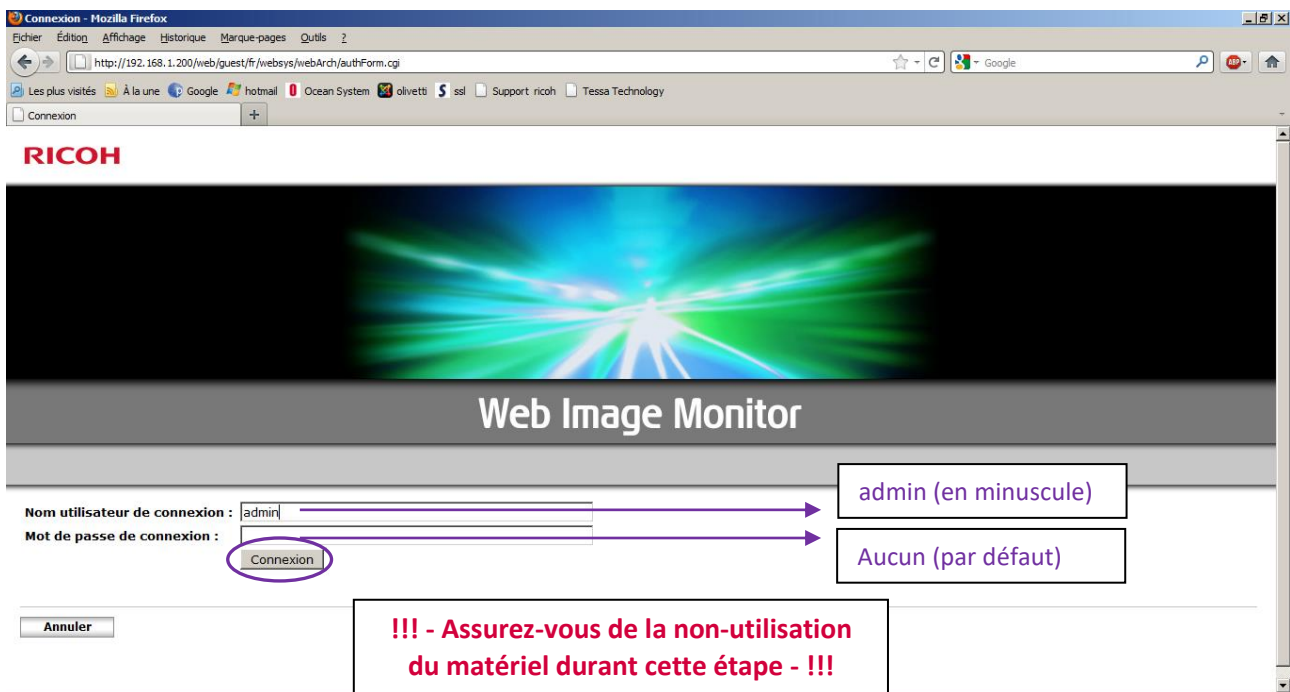 Connexion - Mozilla Firefox
Fichier Édition Affichage Historique Marque-pages Outils ?
http://192.168.1.200/web/guest/fr/websys/webArch/authForm.cgi
Google
ABP
Les plus visités À la une Google hotmail Ocean System olivetti S ssl Support ricoh Tessa Technology
Connexion +
RICOH
Web Image Monitor
admin (en minuscule)
Nom utilisateur de connexion : admin
Mot de passe de connexion :
Aucun (par défaut)
Connexion
Annuler
!!! - Assurez-vous de la non-utilisation
du matériel durant cette étape - !!!